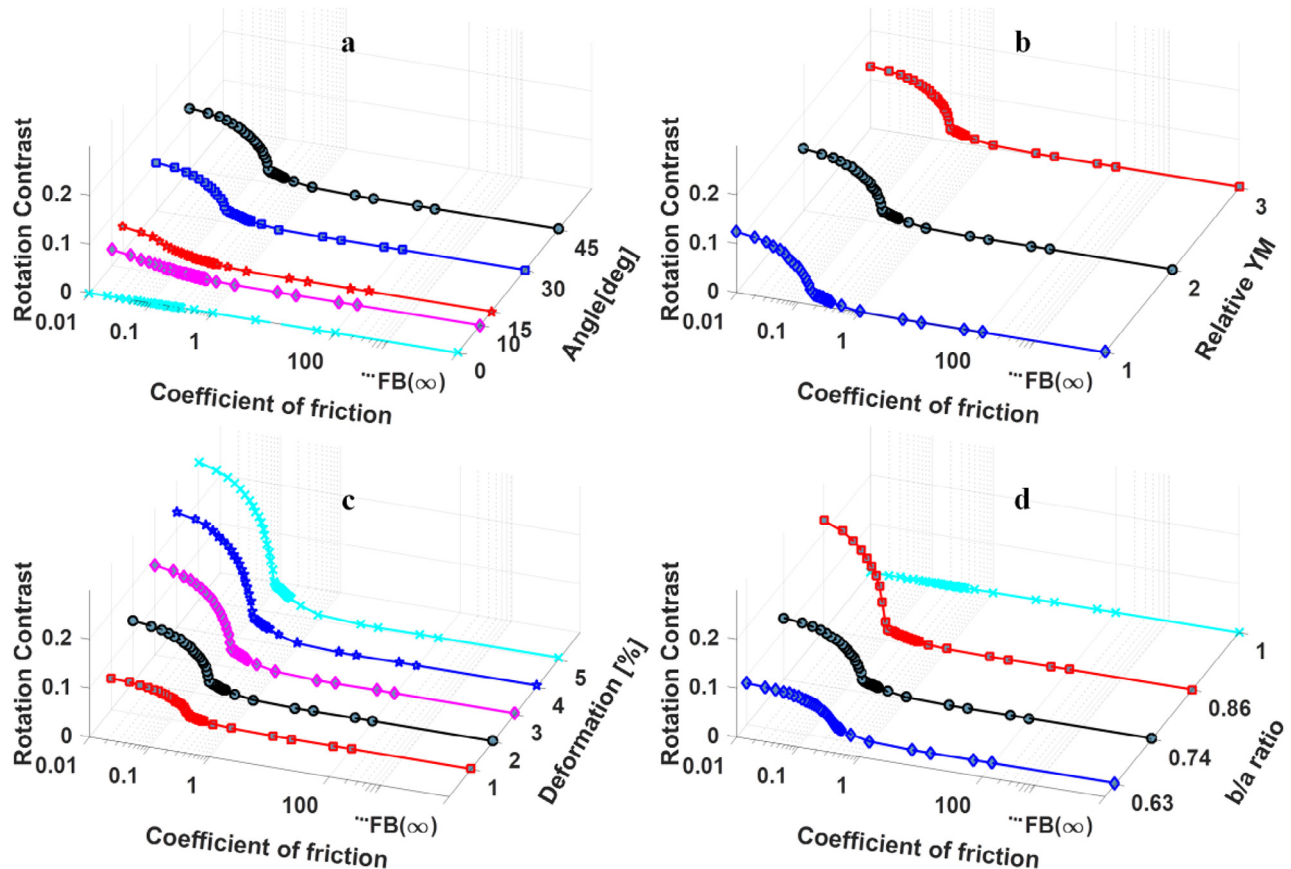 a
Rotation Contrast
0.2
0.1
0
0.01
0.1
1
100
¨·FB(∞)
Coefficient of friction
0
10
15
30
45
Angle[deg]
b
Rotation Contrast
0.2
0.1
0
0.01
0.1
1
100
¨·FB(∞)
Coefficient of friction
1
2
3
Relative YM
c
Rotation Contrast
0.2
0.1
0
0.01
0.1
1
100
¨·FB(∞)
Coefficient of friction
1
2
3
4
5
Deformation [%]
d
Rotation Contrast
0.2
0.1
0
0.01
0.1
1
100
¨·FB(∞)
Coefficient of friction
0.63
0.74
0.86
1
b/a ratio